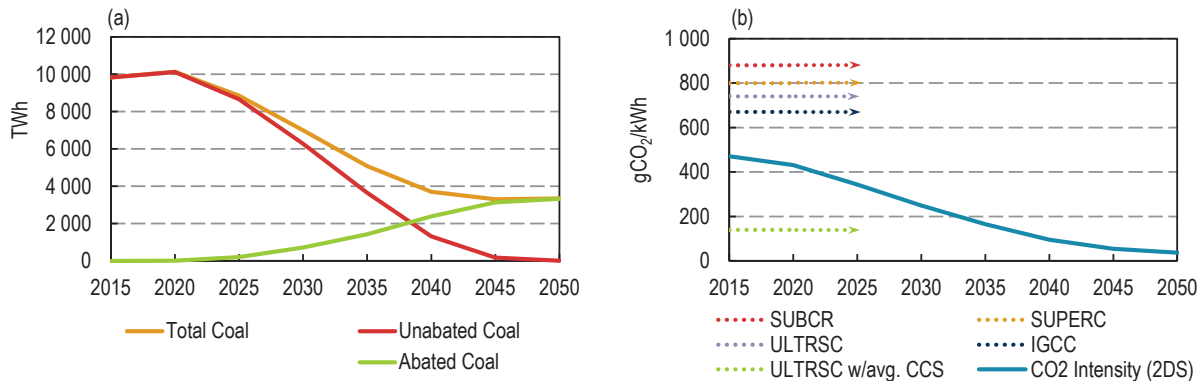 (a)
TWh
12 000
10 000
8 000
6 000
4 000
2 000
0
2015 2020 2025 2030 2035 2040 2045 2050
Total Coal
Unabated Coal
Abated Coal
(b)
gCO2/kWh
1 000
800
600
400
200
0
2015 2020 2025 2030 2035 2040 2045 2050
SUBCR
SUPERC
ULTRSC
IGCC
ULTRSC w/avg. CCS
CO2 Intensity (2DS)